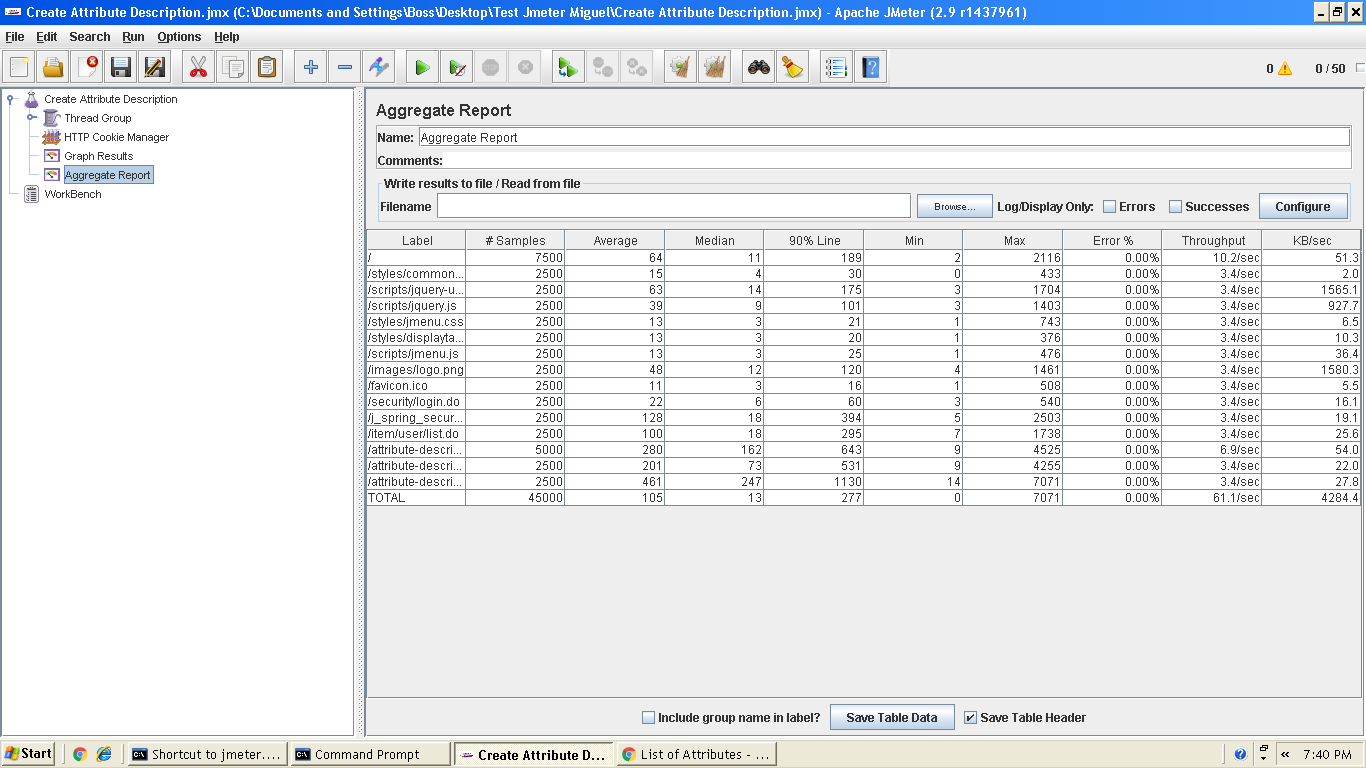 Create Attribute Description.jmx (C:\Documents and Settings\Boss\Desktop\Test Jmeter Miguel\Create Attribute Description.jmx) - Apache JMeter (2.9 r1437961)
File Edit Search Run Options Help
0 0 / 50
Create Attribute Description
Thread Group
HTTP Cookie Manager
Graph Results
Aggregate Report
WorkBench
Aggregate Report
Name: Aggregate Report
Comments:
Write results to file / Read from file
Filename Browse... Log/Display Only: Errors Successes Configure
Label # Samples Average Median 90% Line Min Max Error % Throughput KB/sec
/ 7500 64 11 189 2 2116 0.00% 10.2/sec 51.3
/styles/common... 2500 15 4 30 0 433 0.00% 3.4/sec 2.0
/scripts/jquery-u... 2500 63 14 175 3 1704 0.00% 3.4/sec 1565.1
/scripts/jquery.js 2500 39 9 101 3 1403 0.00% 3.4/sec 927.7
/styles/jmenu.css 2500 13 3 21 1 743 0.00% 3.4/sec 6.5
/styles/displayta... 2500 13 3 20 1 376 0.00% 3.4/sec 10.3
/scripts/jmenu.js 2500 13 3 25 1 476 0.00% 3.4/sec 36.4
/images/logo.png 2500 48 12 120 4 1461 0.00% 3.4/sec 1580.3
/favicon.ico 2500 11 3 16 1 508 0.00% 3.4/sec 5.5
/security/login.do 2500 22 6 60 3 540 0.00% 3.4/sec 16.1
/j_spring_secur... 2500 128 18 394 5 2503 0.00% 3.4/sec 19.1
/item/user/list.do 2500 100 18 295 7 1738 0.00% 3.4/sec 25.6
/attribute-descri... 5000 280 162 643 9 4525 0.00% 6.9/sec 54.0
/attribute-descri... 2500 201 73 531 9 4255 0.00% 3.4/sec 22.0
/attribute-descri... 2500 461 247 1130 14 7071 0.00% 3.4/sec 27.8
TOTAL 45000 105 13 277 0 7071 0.00% 61.1/sec 4284.4
Include group name in label? Save Table Data Save Table Header
Start Shortcut to jmeter.... Command Prompt Create Attribute D... List of Attributes - ... 7:40 PM